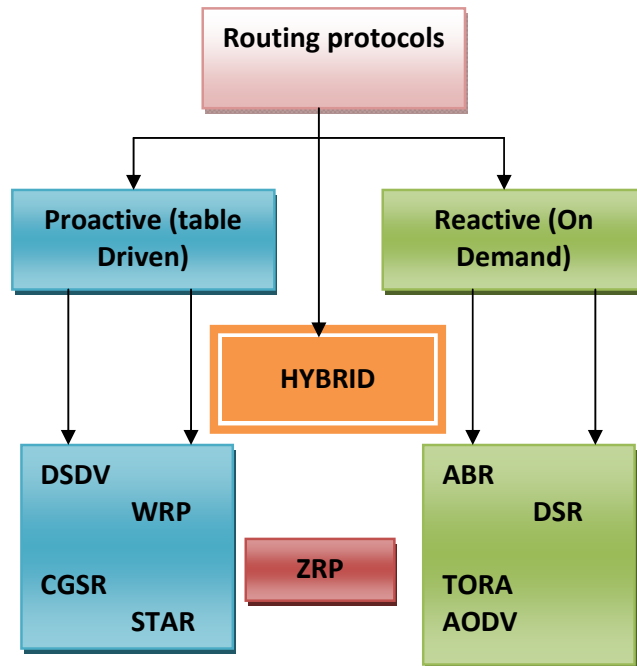 Routing protocols
Proactive (table
Driven)
Reactive (On
Demand)
HYBRID
DSDV
WRP
CGSR
STAR
ZRP
ABR
DSR
TORA
AODV